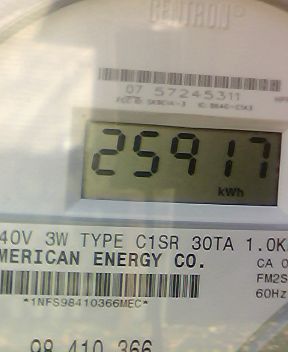 CENTRON®
07 57245311
25917
kWh
40V 3W TYPE C1SR 30TA 1.0K
MERICAN ENERGY CO.
CA 0
FM2S
*1NFS98410366MEC*
60Hz
98 410 366